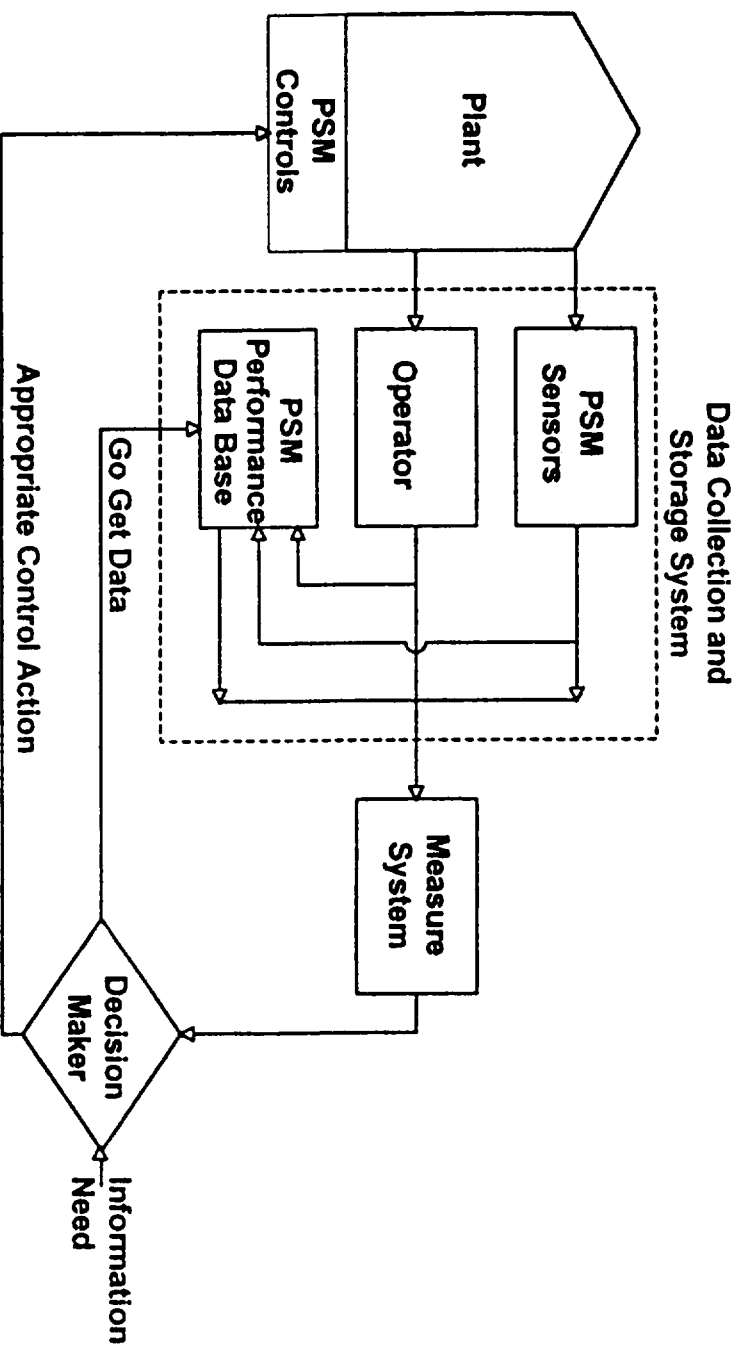 Data Collection and
Storage System
Plant
PSM
Controls
PSM
Sensors
Operator
PSM
Performance
Data Base
Measure
System
Decision
Maker
Information
Need
Go Get Data
Appropriate Control Action